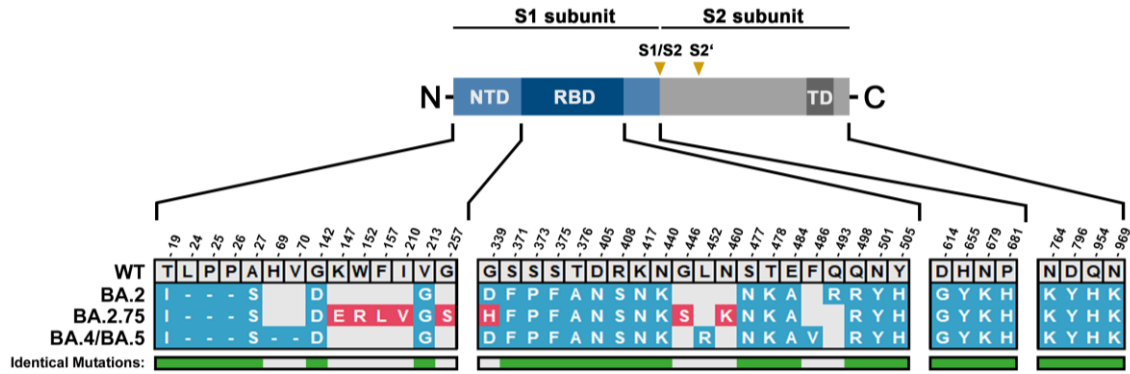 S1 subunit S2 subunit
S1/S2 S2‘
N NTD RBD TD C
19 24 25 26 27 69 70 142 147 152 157 210 213 257 339 371 373 375 376 405 408 417 440 446 452 460 477 478 484 486 493 498 501 505 614 655 679 681 764 796 954 969
WT T L P P A H V G K W F I V G G S S S T D R K N G L N S T E F Q Q N Y D H N P N D Q N
BA.2 I - - - S D G D F P F A N S N K N K A R R Y H G Y K H K Y H K
BA.2.75 I - - - S D E R L V G S H F P F A N S N K S K N K A R Y H G Y K H K Y H K
BA.4/BA.5 I - - - S - - D G D F P F A N S N K R N K A V R Y H G Y K H K Y H K
Identical Mutations: